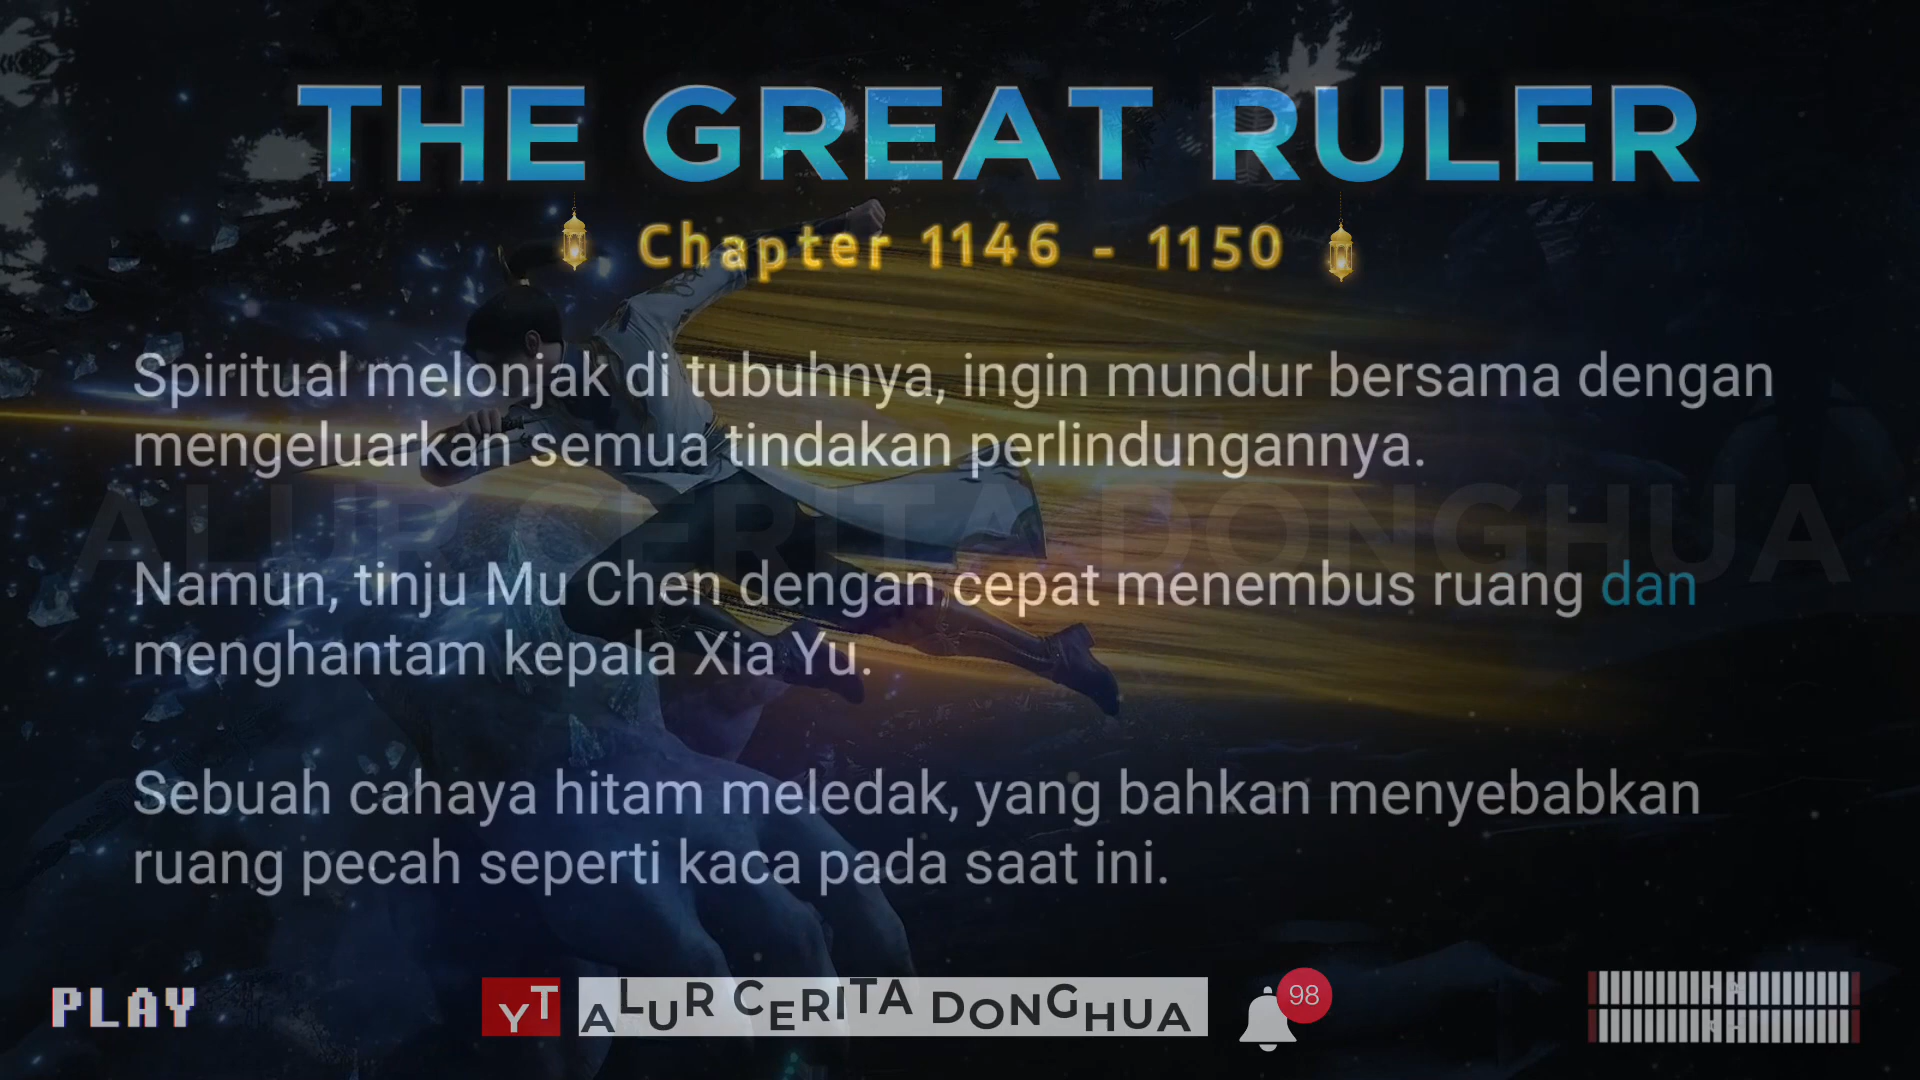 THE GREAT RULER
Chapter 1146 - 1150
Spiritual melonjak di tubuhnya, ingin mundur bersama dengan
mengeluarkan semua tindakan perlindungannya.
ALUR CERITA DONGHUA
Namun, tinju Mu Chen dengan cepat menembus ruang dan
menghantam kepala Xia Yu.
Sebuah cahaya hitam meledak, yang bahkan menyebabkan
ruang pecah seperti kaca pada saat ini.
PLAY
YT ALUR CERITA DONGHUA
98